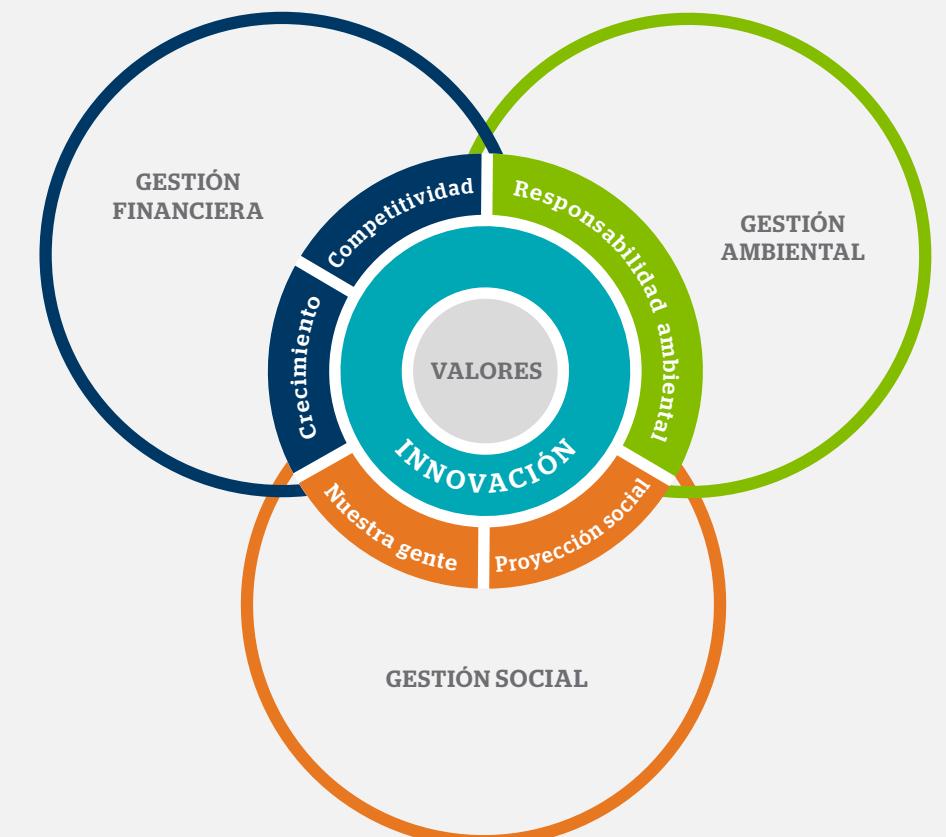 GESTIÓN
FINANCIERA
GESTIÓN
AMBIENTAL
Competitividad
Responsabilidad ambiental
Crecimiento
VALORES
INNOVACIÓN
Nuestra gente
Proyección social
GESTIÓN SOCIAL